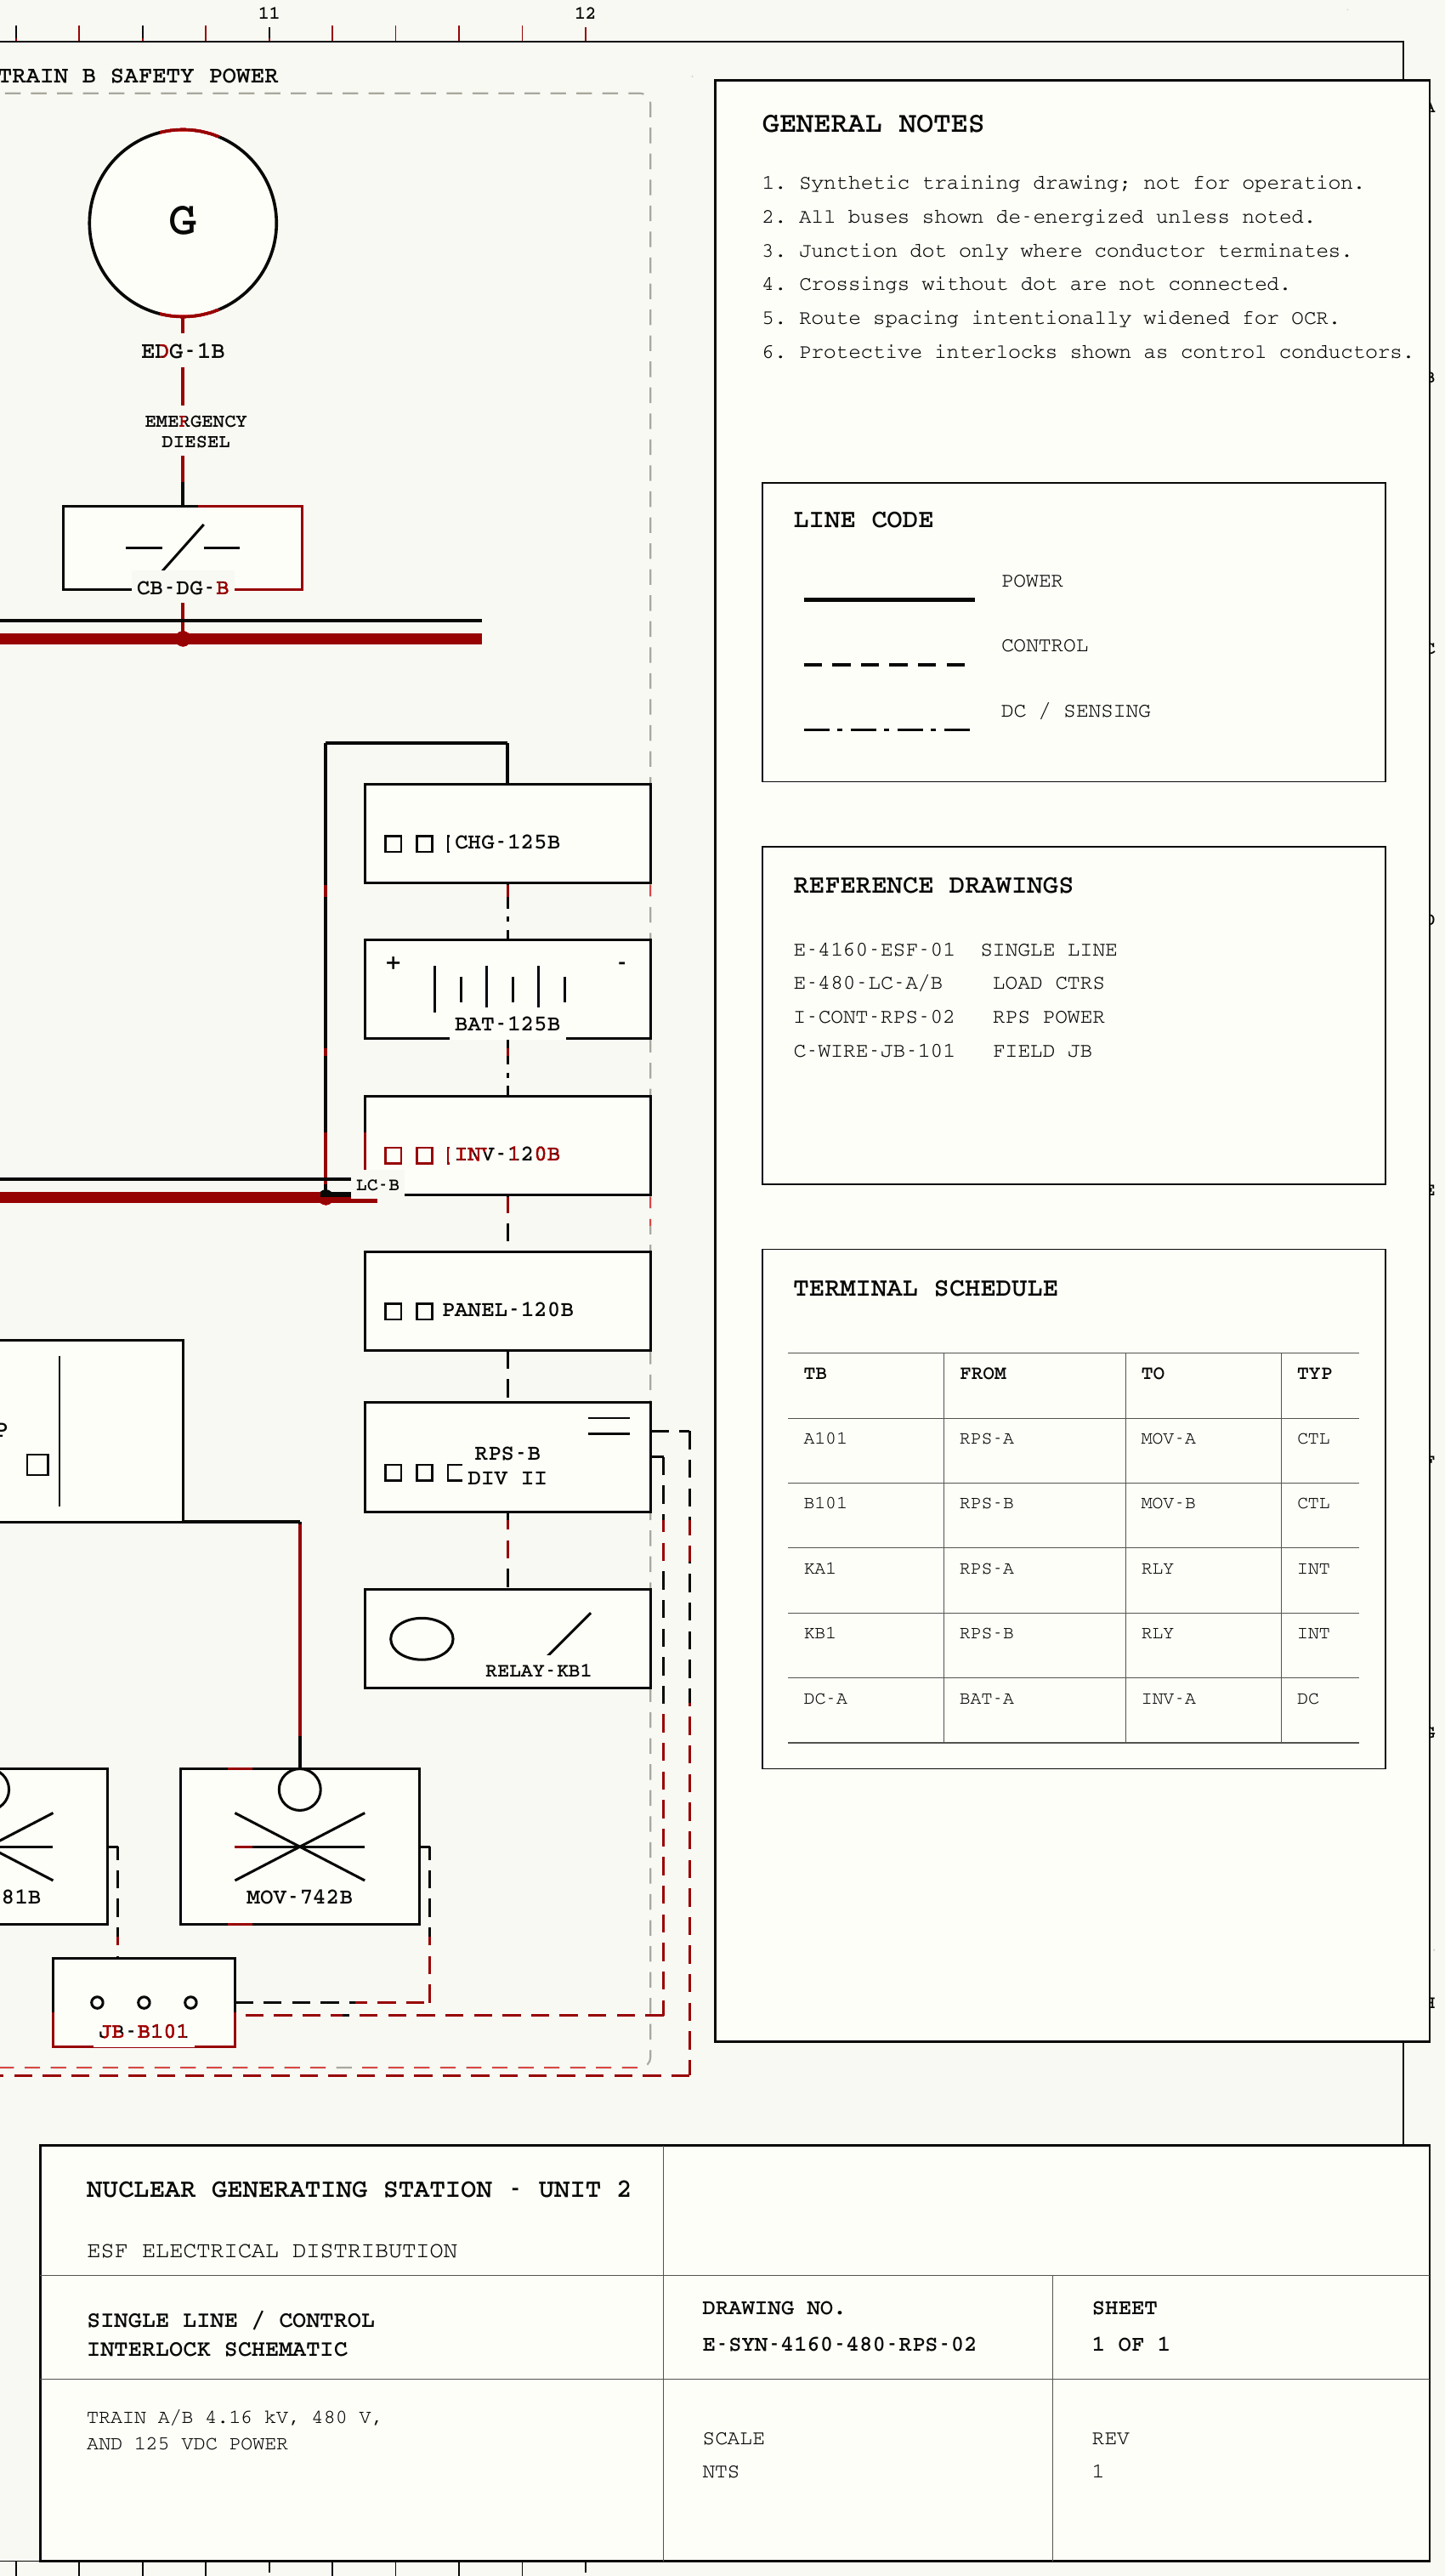 11
12
TRAIN B SAFETY POWER
G
EDG-1B
EMERGENCY
DIESEL
CB-DG-B
CHG-125B
+ -
BAT-125B
INV-120B
LC-B
PANEL-120B
P
RPS-B
DIV II
RELAY-KB1
81B
MOV-742B
JB-B101
GENERAL NOTES
1. Synthetic training drawing; not for operation.
2. All buses shown de-energized unless noted.
3. Junction dot only where conductor terminates.
4. Crossings without dot are not connected.
5. Route spacing intentionally widened for OCR.
6. Protective interlocks shown as control conductors.
LINE CODE
POWER
CONTROL
DC / SENSING
REFERENCE DRAWINGS
E-4160-ESF-01 SINGLE LINE
E-480-LC-A/B LOAD CTRS
I-CONT-RPS-02 RPS POWER
C-WIRE-JB-101 FIELD JB
TERMINAL SCHEDULE
TB FROM TO TYP
A101 RPS-A MOV-A CTL
B101 RPS-B MOV-B CTL
KA1 RPS-A RLY INT
KB1 RPS-B RLY INT
DC-A BAT-A INV-A DC
NUCLEAR GENERATING STATION - UNIT 2
ESF ELECTRICAL DISTRIBUTION
SINGLE LINE / CONTROL
INTERLOCK SCHEMATIC
DRAWING NO.
E-SYN-4160-480-RPS-02
SHEET
1 OF 1
TRAIN A/B 4.16 kV, 480 V,
AND 125 VDC POWER
SCALE
NTS
REV
1